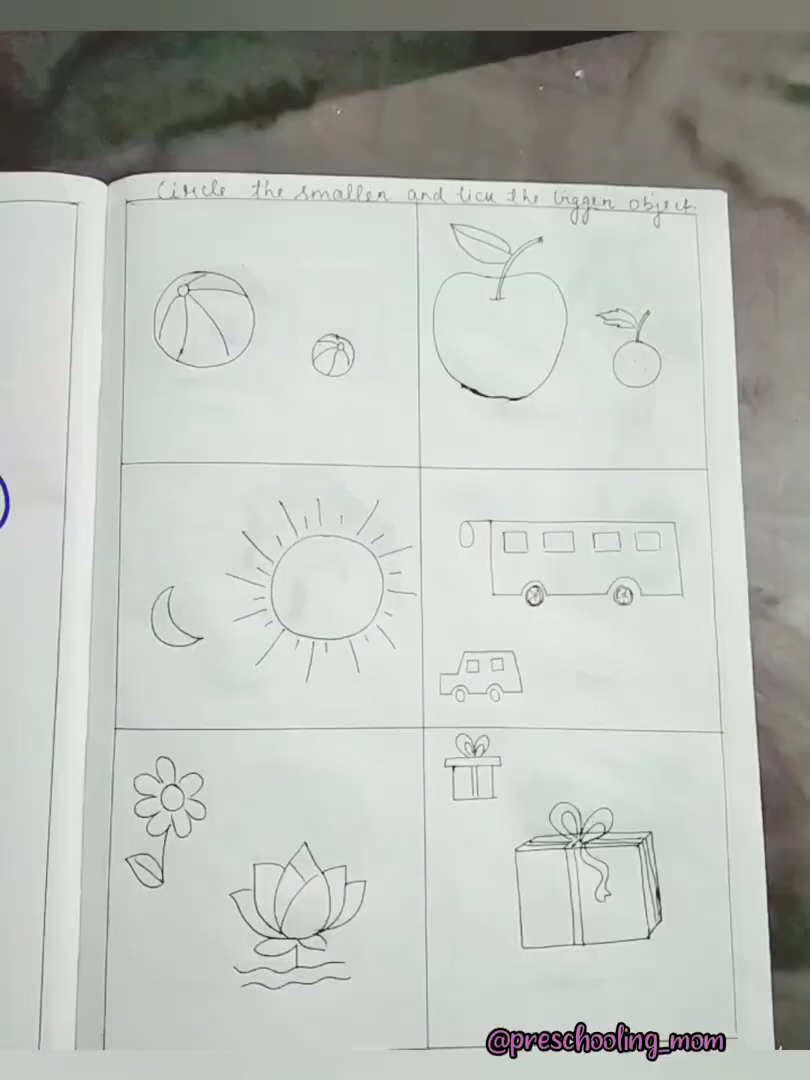 Circle the smaller and tick the bigger object.
@preschooling_mom